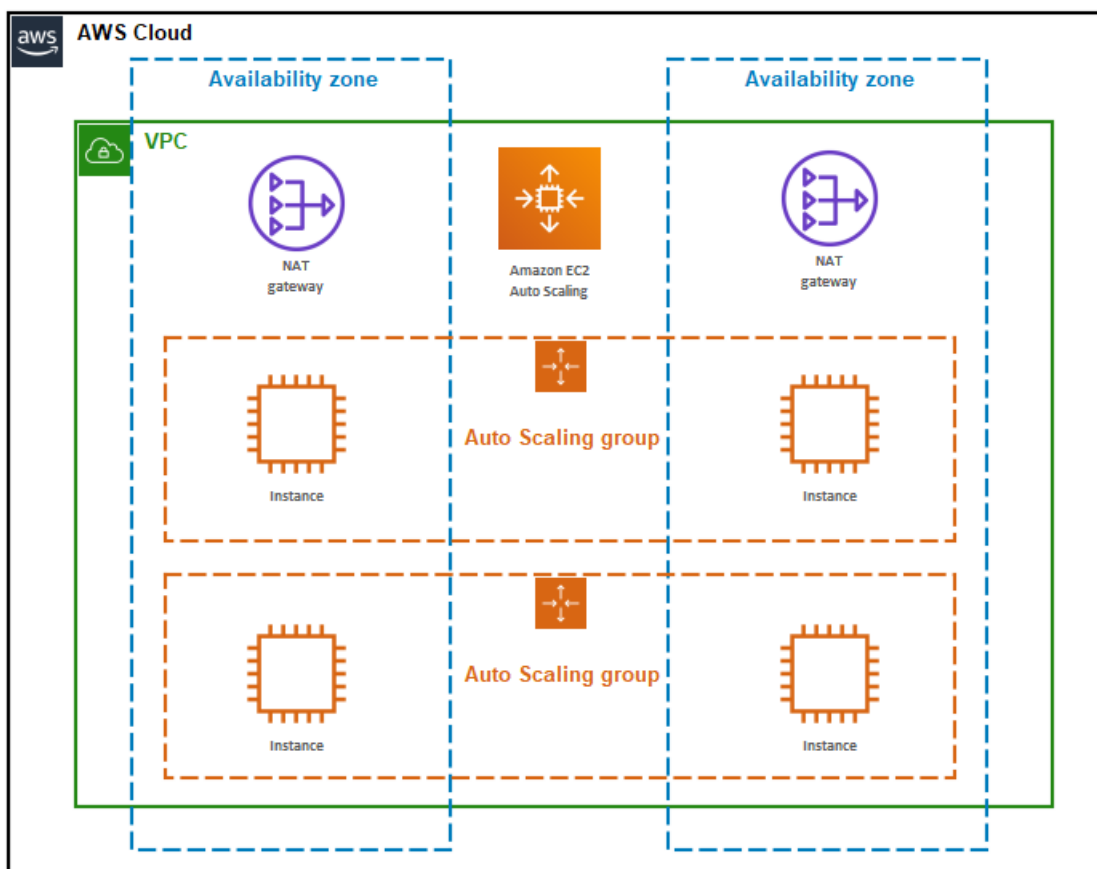 aws
AWS Cloud
Availability zone
Availability zone
VPC
NAT
gateway
Amazon EC2
Auto Scaling
NAT
gateway
Auto Scaling group
Instance
Instance
Auto Scaling group
Instance
Instance